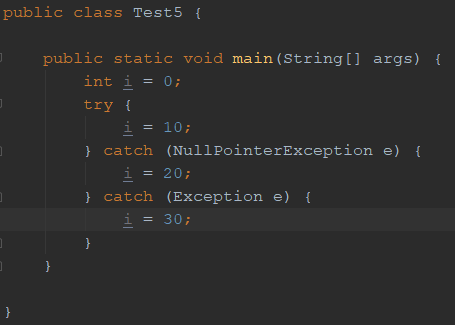 public class Test5 {
public static void main(String[] args) {
int i = 0;
try {
i = 10;
} catch (NullPointerException e) {
i = 20;
} catch (Exception e) {
i = 30;
}
}
}